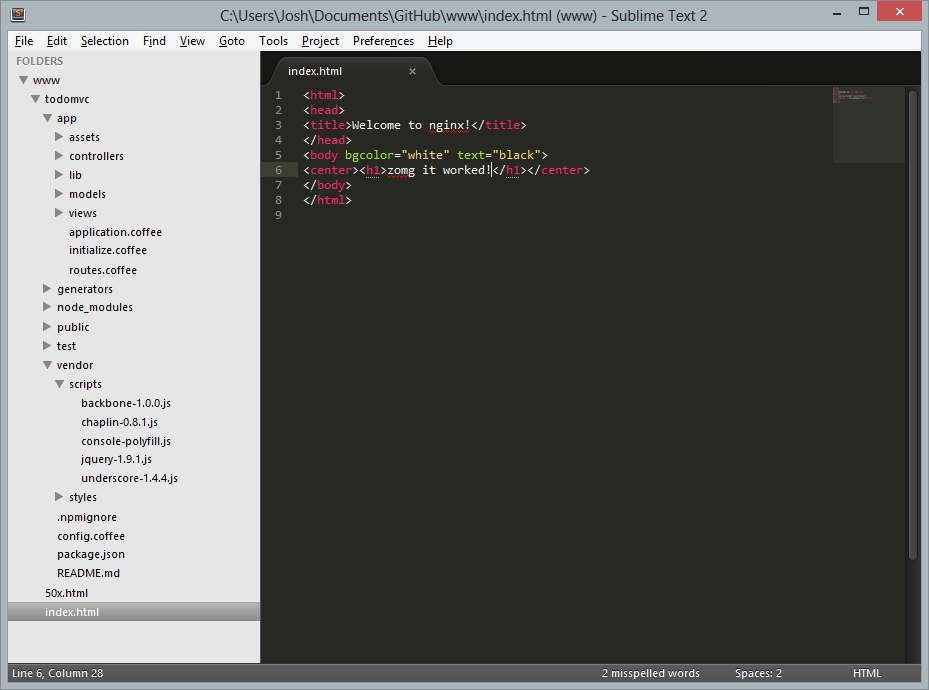 C:\Users\Josh\Documents\GitHub\www\index.html (www) - Sublime Text 2
File Edit Selection Find View Goto Tools Project Preferences Help
FOLDERS
www
todomvc
app
assets
controllers
lib
models
views
application.coffee
initialize.coffee
routes.coffee
generators
node_modules
public
test
vendor
scripts
backbone-1.0.0.js
chaplin-0.8.1.js
console-polyfill.js
jquery-1.9.1.js
underscore-1.4.4.js
styles
.npmignore
config.coffee
package.json
README.md
50x.html
index.html
index.html
1 <html>
2 <head>
3 <title>Welcome to nginx!</title>
4 </head>
5 <body bgcolor="white" text="black">
6 <center><h1>zomg it worked!</h1></center>
7 </body>
8 </html>
9
Line 6, Column 28 2 misspelled words Spaces: 2 HTML